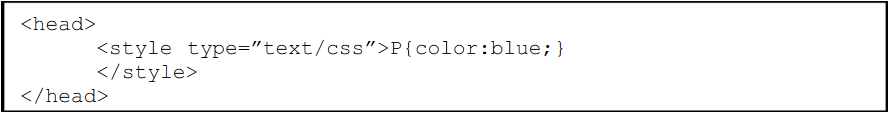 <head>
<style type=”text/css”>P{color:blue;}
</style>
</head>